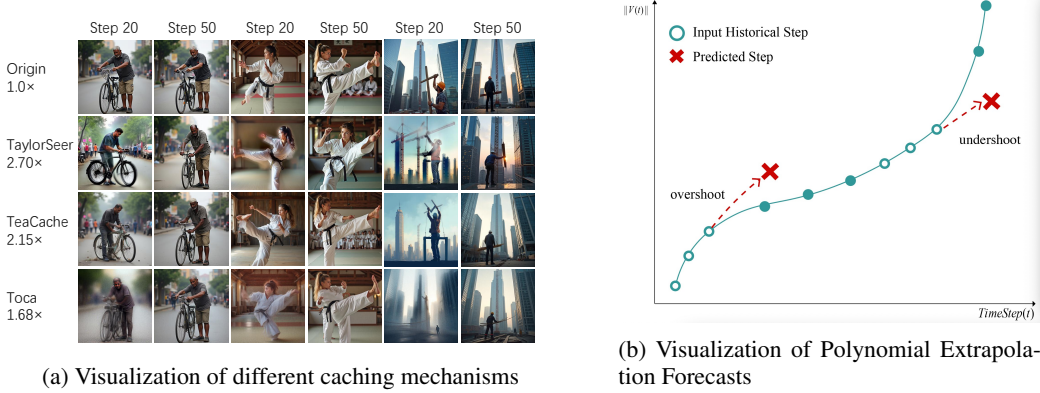 Step 20 Step 50 Step 20 Step 50 Step 20 Step 50
Origin
1.0×
TaylorSeer
2.70×
TeaCache
2.15×
Toca
1.68×
(a) Visualization of different caching mechanisms
||V(t)||
Input Historical Step
Predicted Step
overshoot
undershoot
TimeStep(t)
(b) Visualization of Polynomial Extrapola-
tion Forecasts